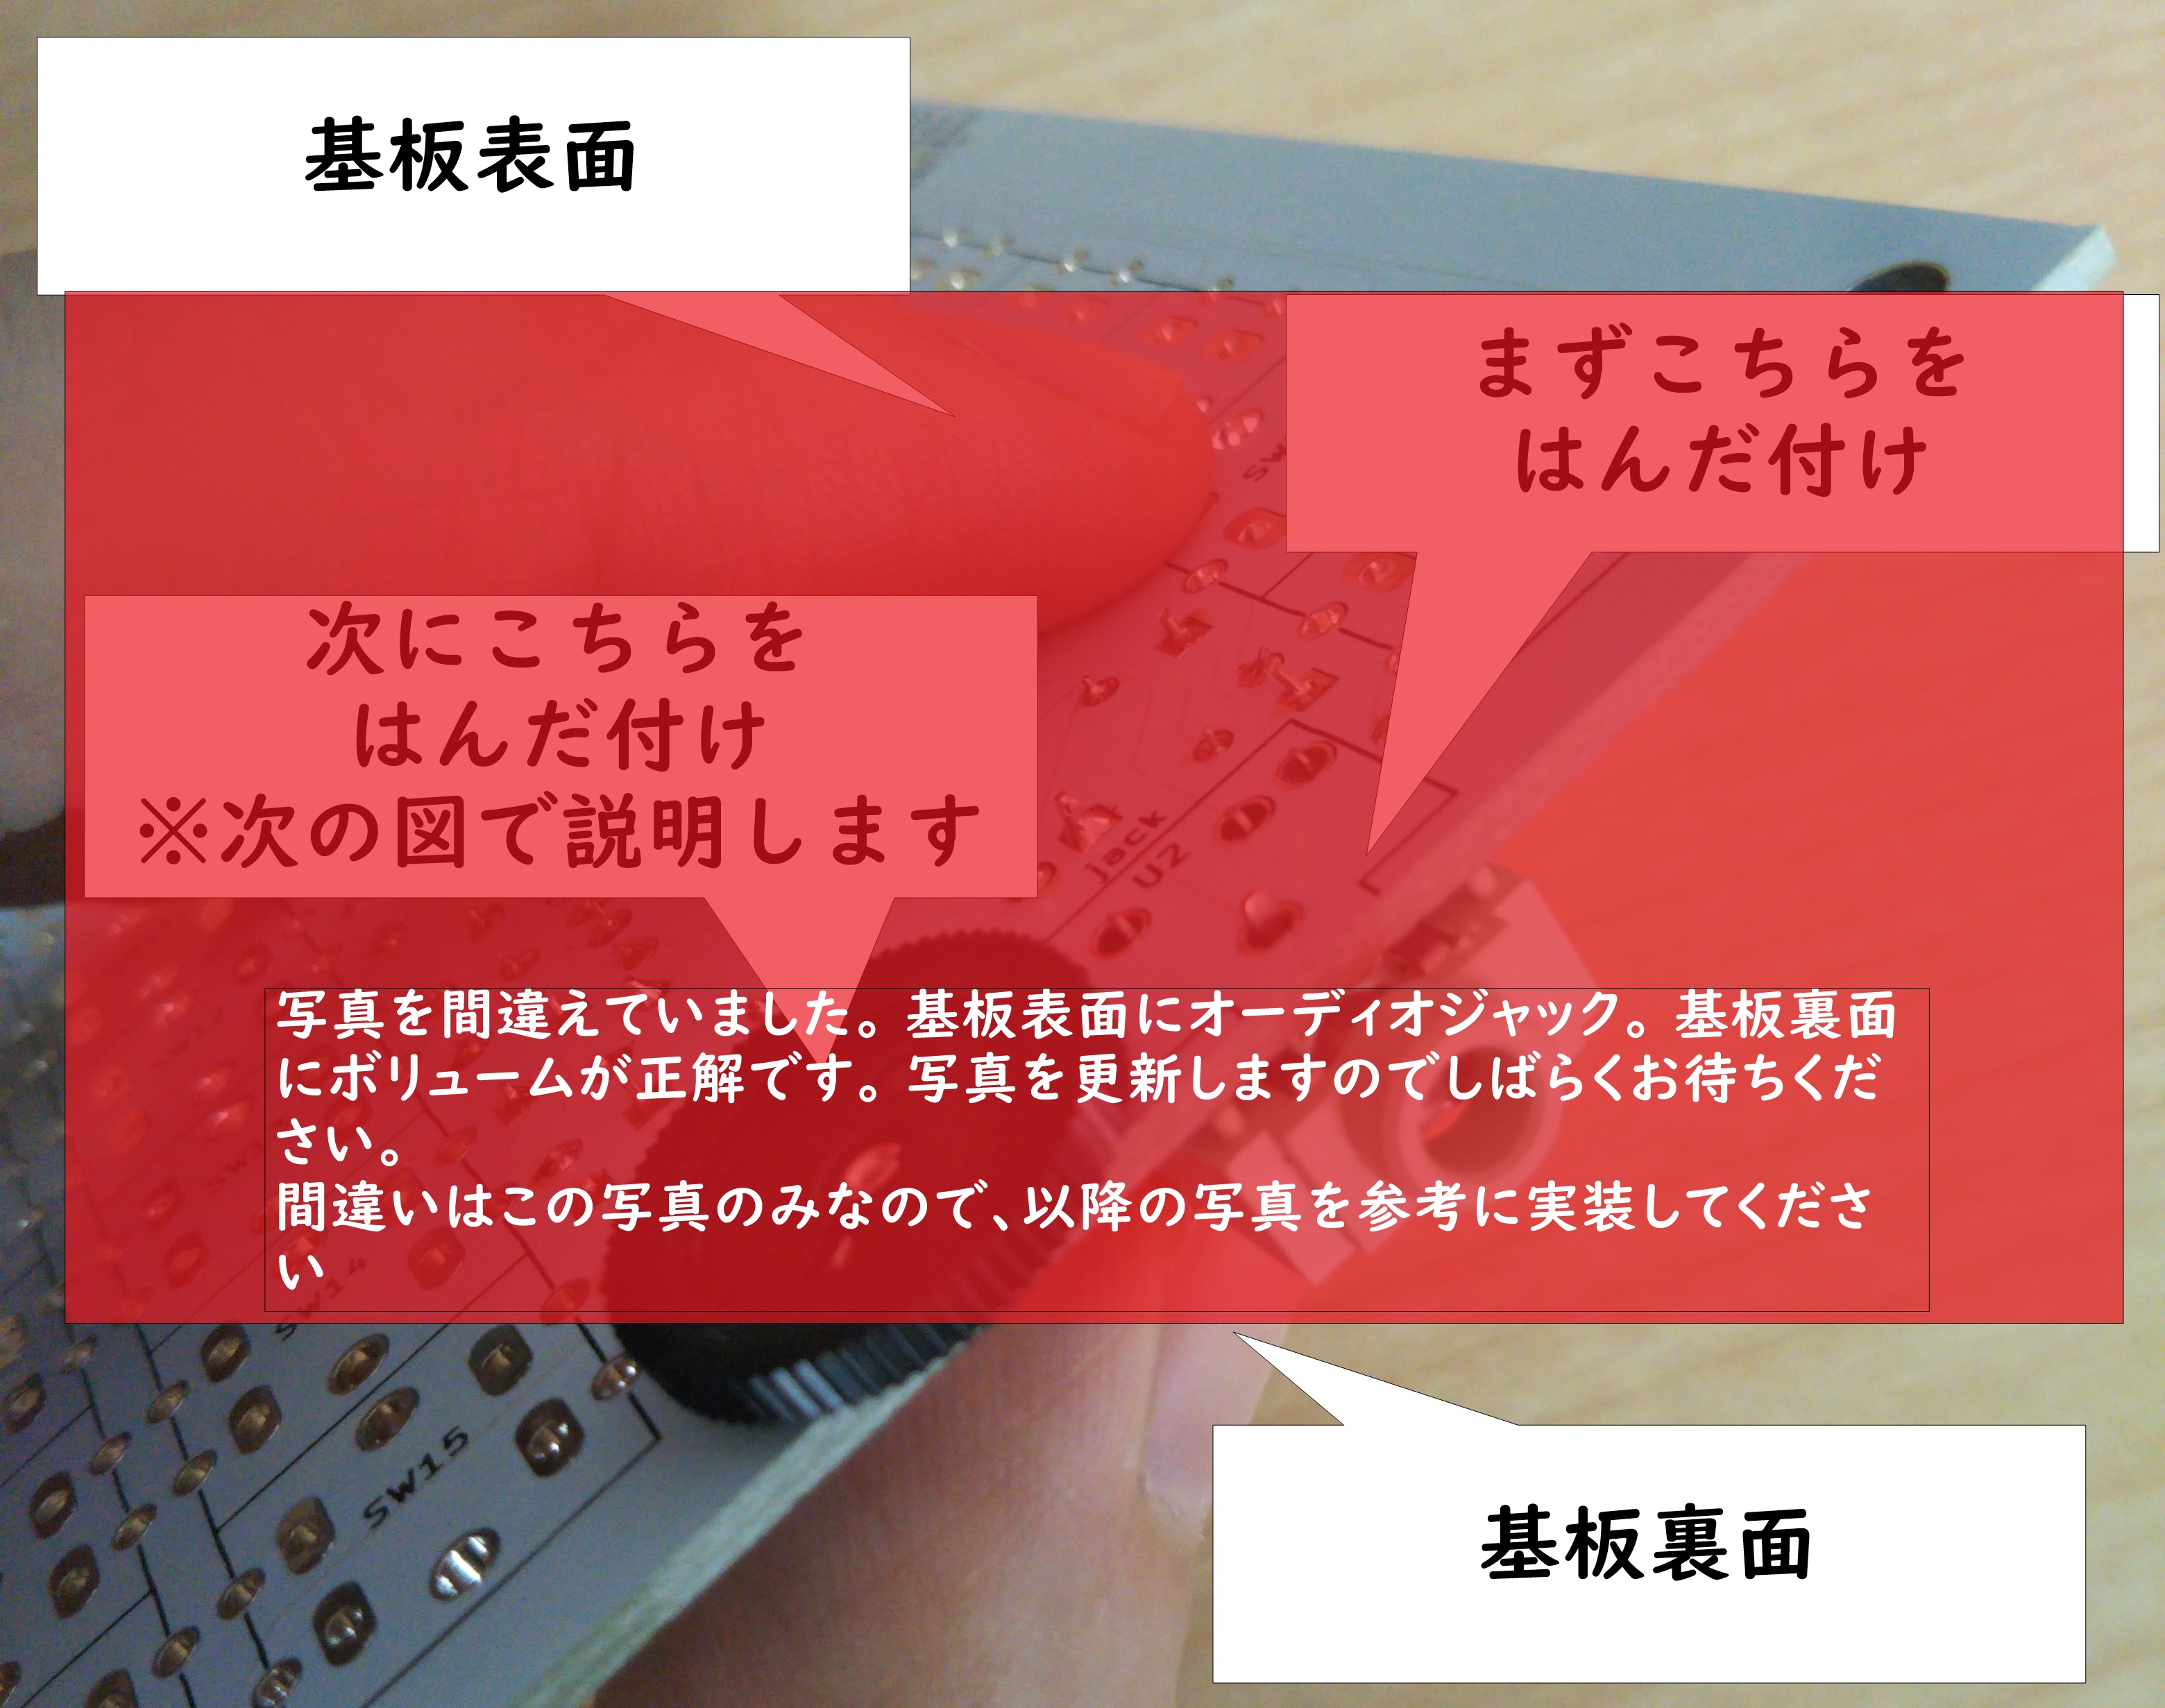 基板表面
まずこちらを
はんだ付け
次にこちらを
はんだ付け
※次の図で説明します
jack
U2
写真を間違えていました。基板表面にオーディオジャック。基板裏面
にボリュームが正解です。写真を更新しますのでしばらくお待ちくだ
さい。
間違いはこの写真のみなので、以降の写真を参考に実装してくださ
い
SW14
SW15
基板裏面